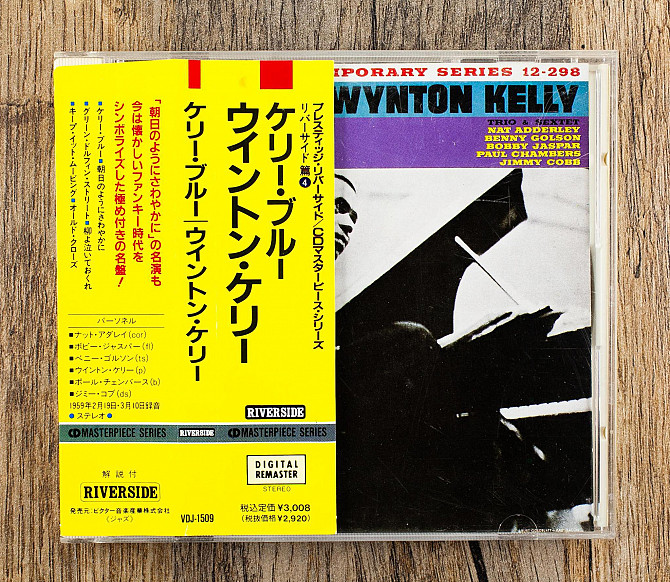 プレスティッジ・リバーサイド/CDマスターピース・シリーズ
リバーサイド篇❹
ケリー・ブルー
ウイントン・ケリー
RIVERSIDE
CD MASTERPIECE SERIES
DIGITAL
REMASTER
STEREO
税込定価¥3,008
(税抜価格¥2,920)
ケリー・ブルー|ウイントン・ケリー
RIVERSIDE
VDJ-1509
「朝日のようにさわやかに」の名演も
今は懐かしいファンキー時代を
シンボライズした極め付きの名盤!
■ケリー・ブルー■朝日のようにさわやかに
■グリーン・ドルフィン・ストリート■柳よ泣いておくれ
■キープ・イット・ムービング■オールド・クローズ
パーソネル
■ナット・アダレイ(cor)
■ボビー・ジャスパー(fl)
■ベニー・ゴルソン(ts)
■ウイントン・ケリー(p)
■ポール・チェンバース(b)
■ジミー・コブ(ds)
1959年2月19日・3月10日録音
●ステレオ●
CD MASTERPIECE SERIES
解説付
RIVERSIDE
発売元:ビクター音楽産業株式会社
(ジャズ)
PORARY SERIES 12-298
WYNTON KELLY
TRIO & SEXTET
NAT ADDERLEY
BENNY GOLSON
BOBBY JASPAR
PAUL CHAMBERS
JIMMY COBB